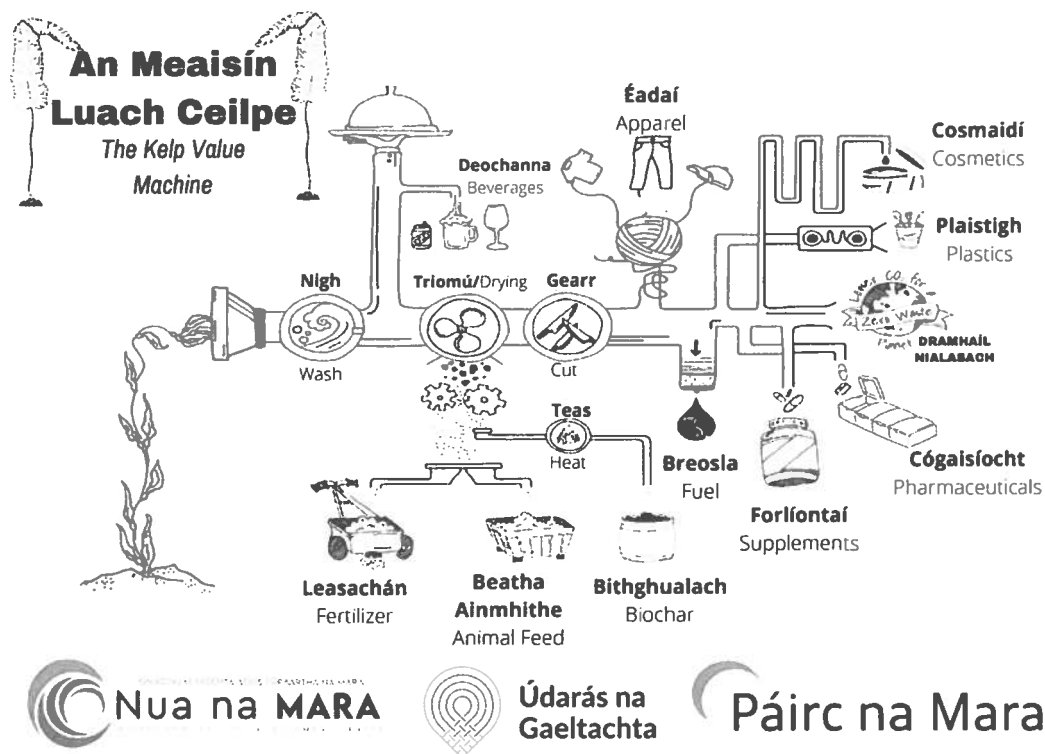 An Meaisín
Luach Ceilpe
The Kelp Value
Machine
Éadaí
Apparel
Cosmaidí
Cosmetics
Deochanna
Beverages
Plaistigh
Plastics
Nigh
Wash
Triomú/Drying
Gearr
Cut
Zero Waste
DRAMHAÍL
NIALASACH
Teas
Heat
Breosla
Fuel
Cógaisíocht
Pharmaceuticals
Forlíontaí
Supplements
Leasachán
Fertilizer
Beatha
Ainmhithe
Animal Feed
Bithghualach
Biochar
Nua na MARA
Údarás na
Gaeltachta
Páirc na Mara